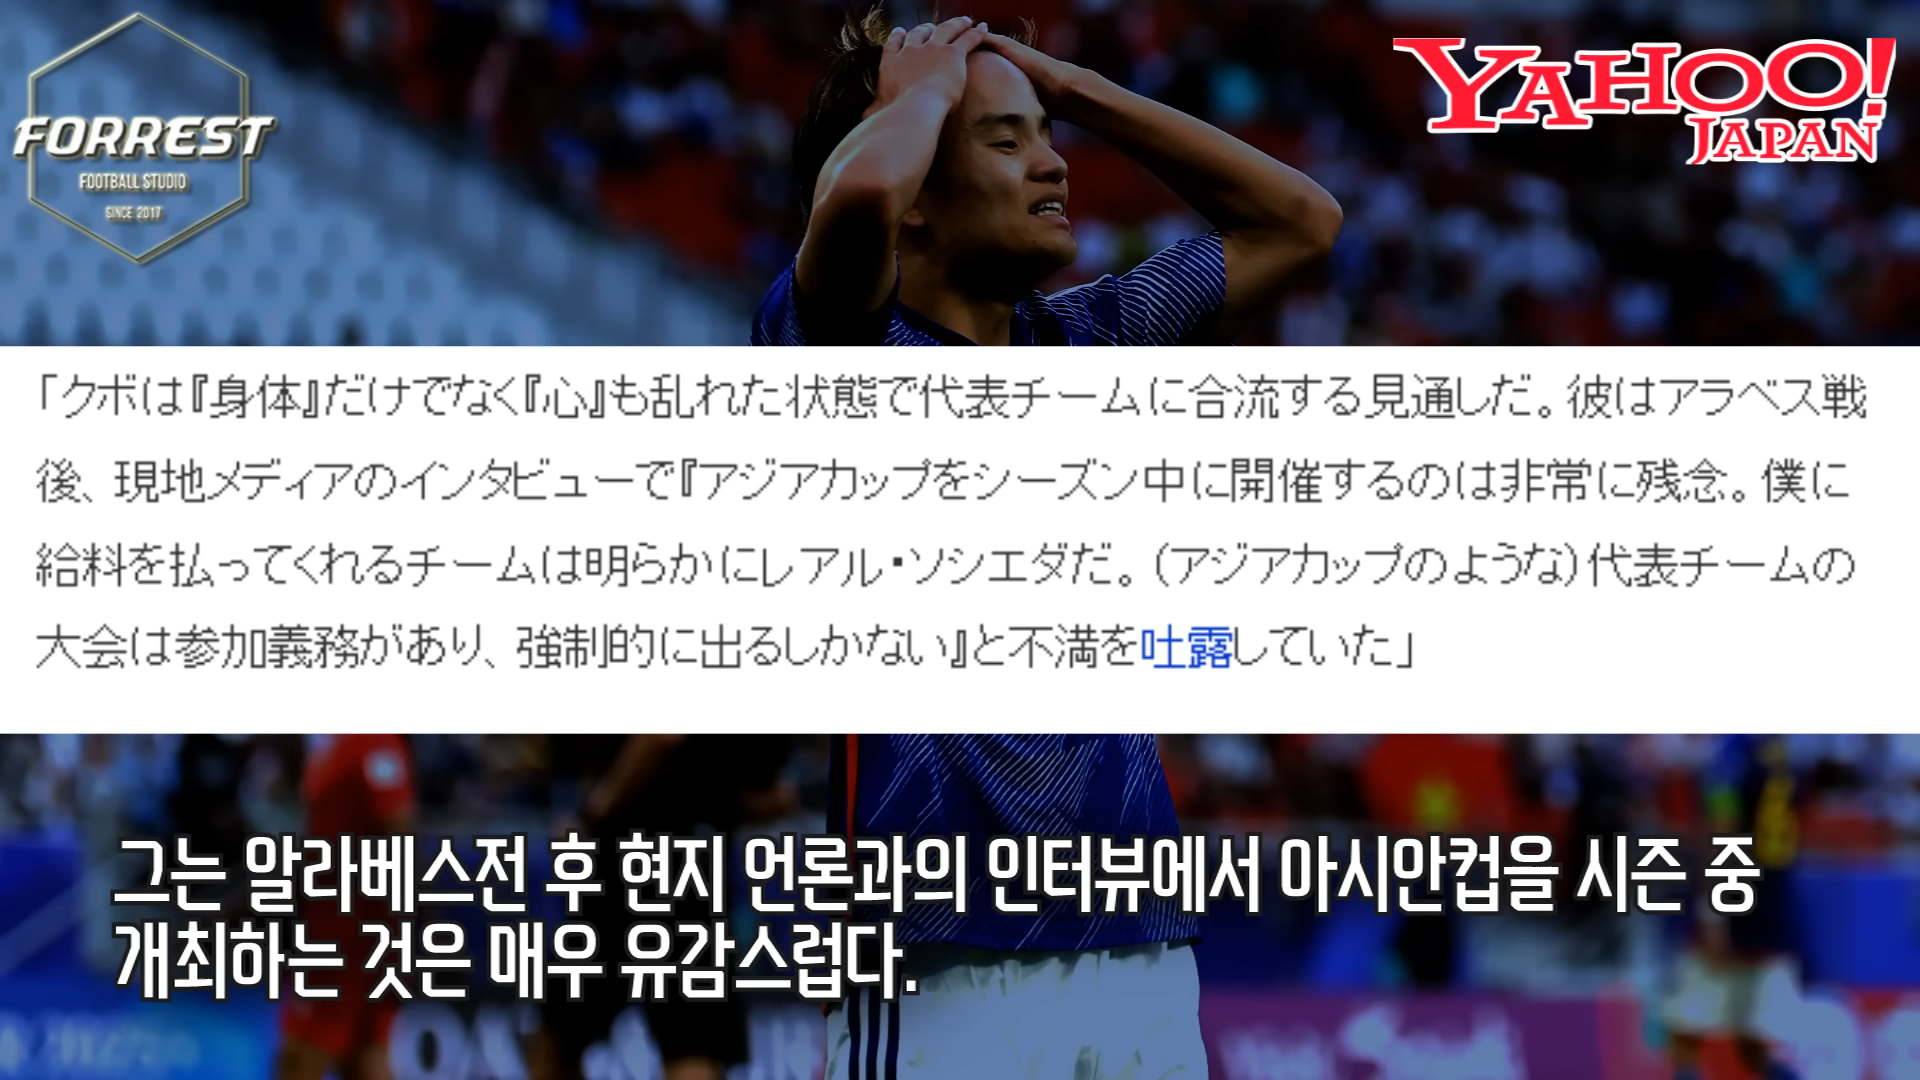 FORREST
FOOTBALL STUDIO
SINCE 2017
YAHOO!
JAPAN
「クボは『身体』だけでなく『心』も乱れた状態で代表チームに合流する見通しだ。彼はアラベス戦
後、現地メディアのインタビューで『アジアカップをシーズン中に開催するのは非常に残念。僕に
給料を払ってくれるチームは明らかにレアル・ソシエダだ。（アジアカップのような）代表チームの
大会は参加義務があり、強制的に出るしかない』と不満を吐露していた」
그는 알라베스전 후 현지 언론과의 인터뷰에서 아시안컵을 시즌 중
개최하는 것은 매우 유감스럽다.